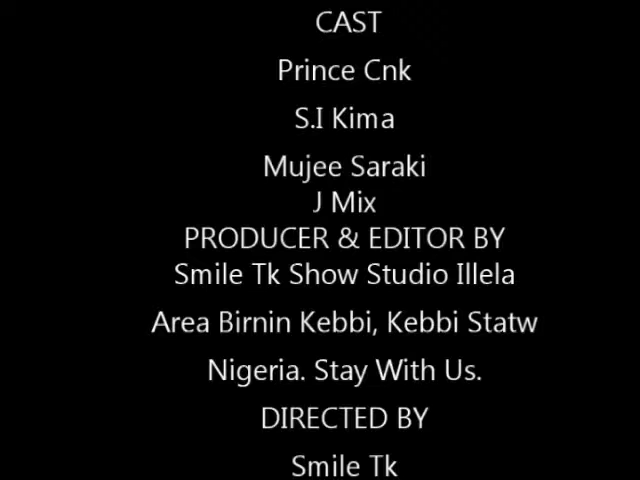 CAST
Prince Cnk
S.I Kima
Mujee Saraki
J Mix
PRODUCER & EDITOR BY
Smile Tk Show Studio Illela
Area Birnin Kebbi, Kebbi Statw
Nigeria. Stay With Us.
DIRECTED BY
Smile Tk